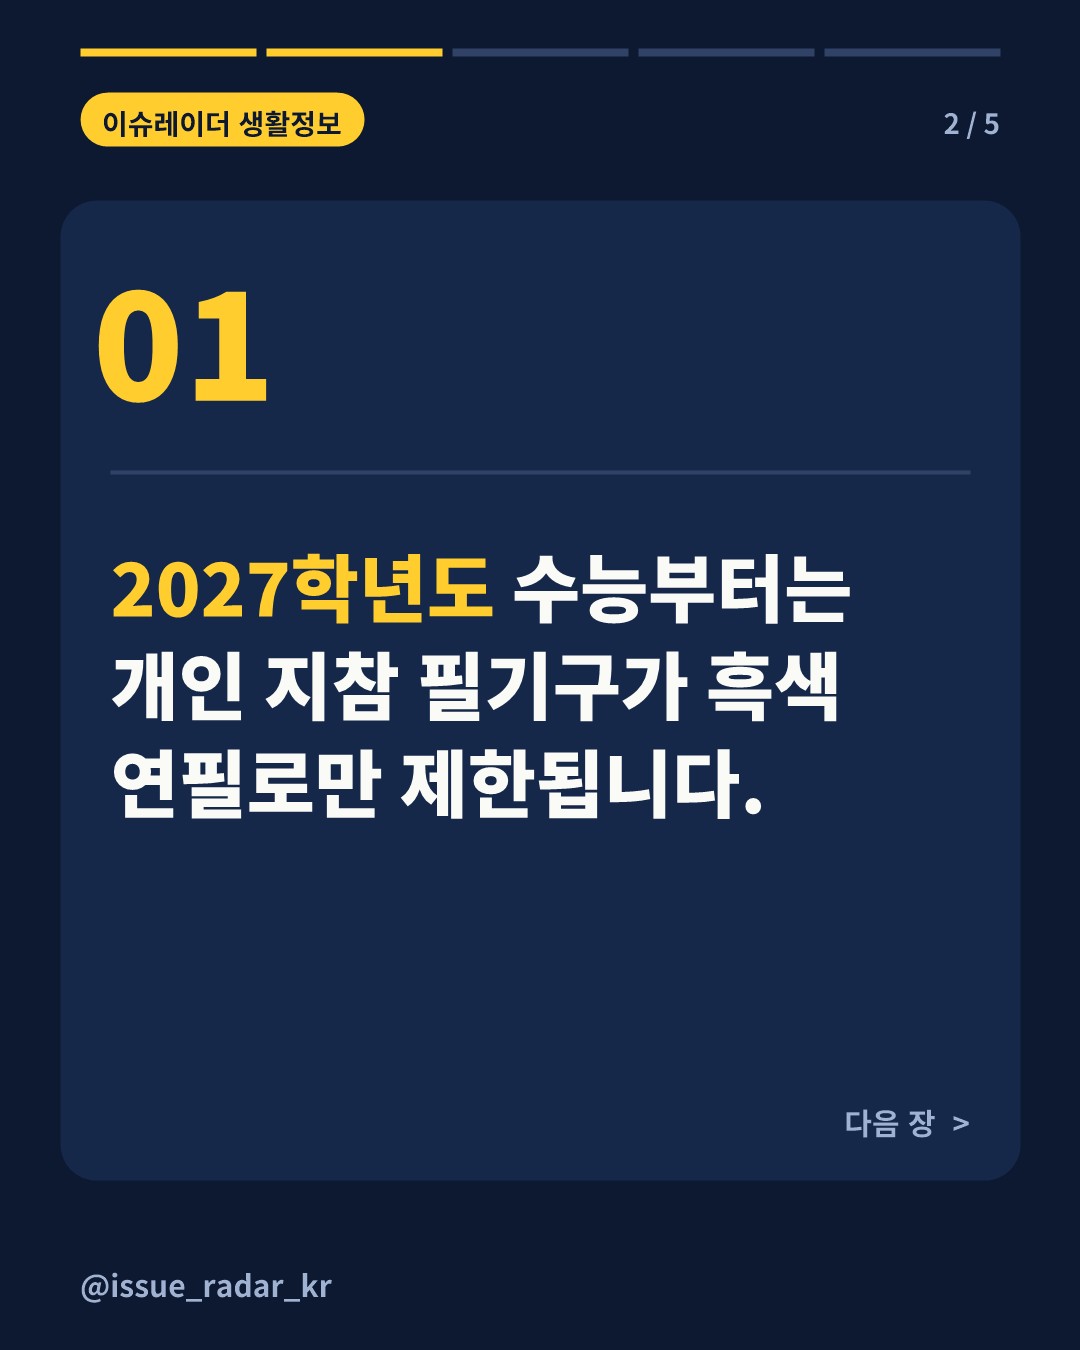 이슈레이더 생활정보
2 / 5
01
2027학년도 수능부터는
개인 지참 필기구가 흑색
연필로만 제한됩니다.
다음 장 >
@issue_radar_kr